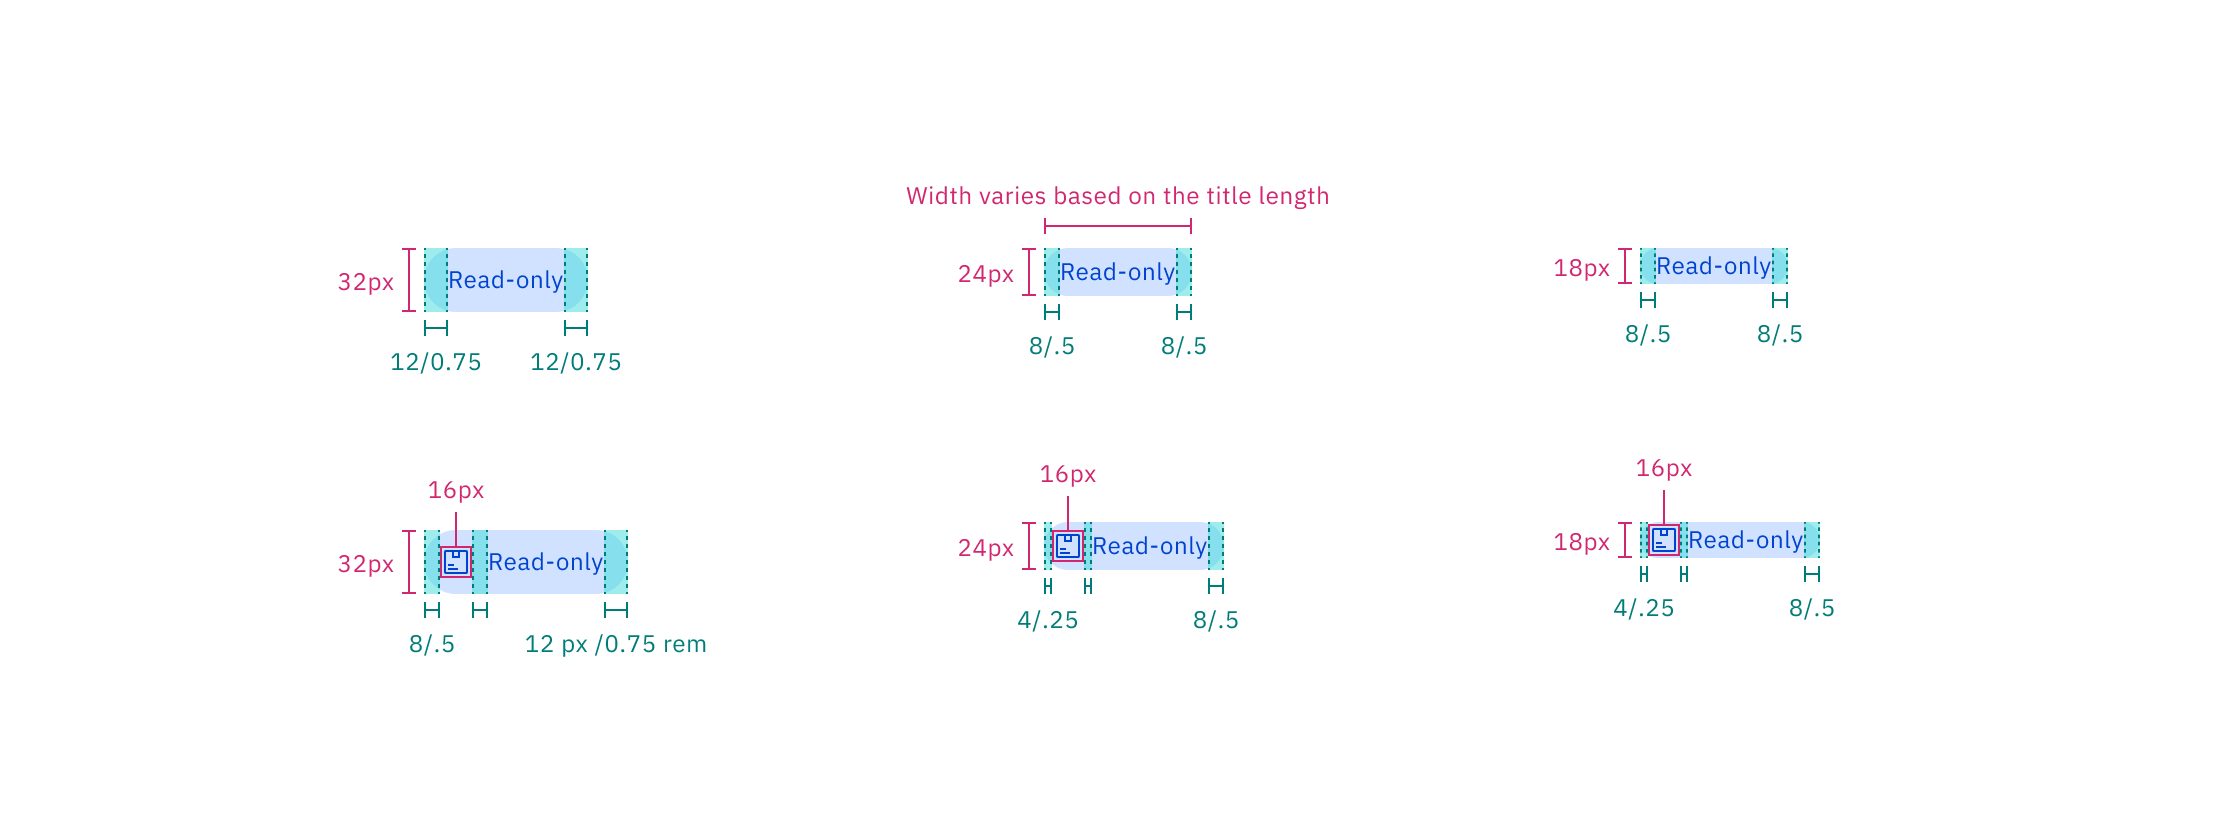 Width varies based on the title length
32px
Read-only
12/0.75
12/0.75
24px
Read-only
8/.5
8/.5
18px
Read-only
8/.5
8/.5
16px
32px
Read-only
8/.5
12 px /0.75 rem
16px
24px
Read-only
4/.25
8/.5
16px
18px
Read-only
4/.25
8/.5